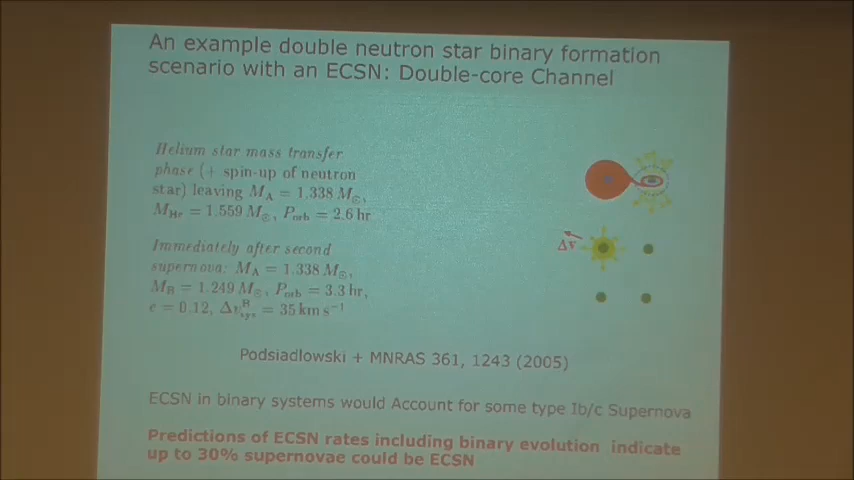 An example double neutron star binary formation
scenario with an ECSN: Double-core Channel
Helium star mass transfer
phase (+ spin-up of neutron
star) leaving M_A = 1.338 M_⊙,
M_He = 1.559 M_⊙, P_orb = 2.6 hr
Immediately after second
supernova: M_A = 1.338 M_⊙,
M_B = 1.249 M_⊙, P_orb = 3.3 hr,
e = 0.12, Δv_sys^B = 35 km s⁻¹
Δv
Podsiadlowski + MNRAS 361, 1243 (2005)
ECSN in binary systems would Account for some type Ib/c Supernova
Predictions of ECSN rates including binary evolution indicate
up to 30% supernovae could be ECSN